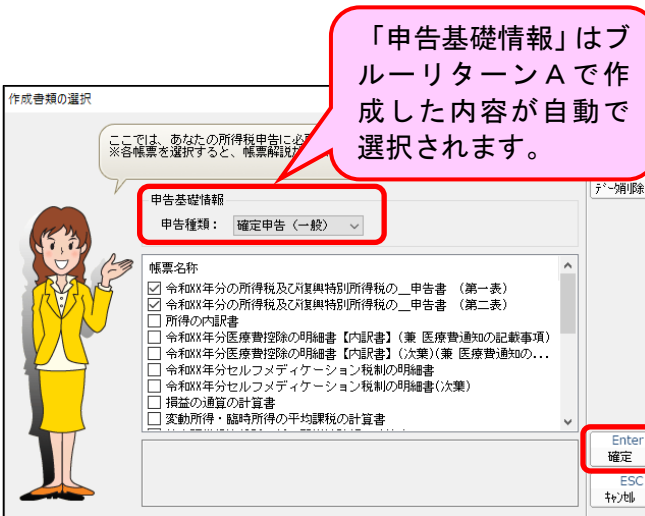 「申告基礎情報」はブ
ルーリターンAで作
成した内容が自動で
選択されます。
作成書類の選択
ここでは、あなたの所得税申告に必
※各帳票を選択すると、帳票解説が
データ削除
申告基礎情報
申告種類： 確定申告（一般）
帳票名称
令和XX年分の所得税及び復興特別所得税の__申告書 （第一表）
令和XX年分の所得税及び復興特別所得税の__申告書 （第二表）
所得の内訳書
令和XX年分医療費控除の明細書【内訳書】(兼 医療費通知の記載事項)
令和XX年分医療費控除の明細書【内訳書】(次葉)(兼 医療費通知の...
令和XX年分セルフメディケーション税制の明細書
令和XX年分セルフメディケーション税制の明細書(次葉)
損益の通算の計算書
変動所得・臨時所得の平均課税の計算書
Enter
確定
ESC
キャンセル